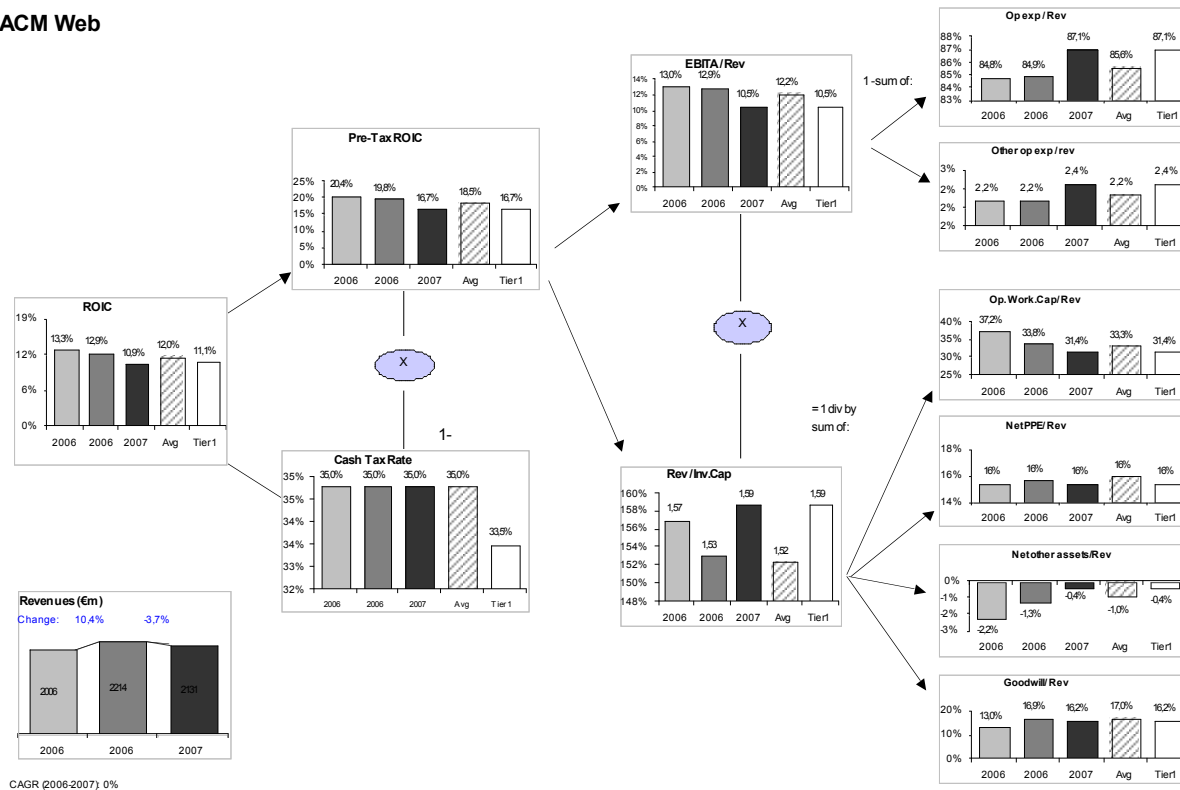 ACM Web
Op exp / Rev
88%
87%
86%
85%
84%
83%
84,8% 84,9% 87,1% 85,6% 87,1%
2006 2006 2007 Avg Tier1
EBITA / Rev
14%
12%
10%
8%
6%
4%
2%
0%
13,0% 12,9% 10,5% 12,2% 10,5%
2006 2006 2007 Avg Tier1
1 -sum of:
Other op exp / rev
3%
2%
2%
2%
2,2% 2,2% 2,4% 2,2% 2,4%
2006 2006 2007 Avg Tier1
Pre-Tax ROIC
25%
20%
15%
10%
5%
0%
20,4% 19,8% 16,7% 18,5% 16,7%
2006 2006 2007 Avg Tier1
ROIC
19%
12%
6%
0%
13,3% 12,9% 10,9% 12,0% 11,1%
2006 2006 2007 Avg Tier1
X
X
1-
Cash Tax Rate
35%
35%
34%
34%
33%
33%
32%
35,0% 35,0% 35,0% 35,0% 33,5%
2006 2006 2007 Avg Tier1
= 1 div by
sum of:
Rev / Inv.Cap
160%
158%
156%
154%
152%
150%
148%
1,57 1,53 1,59 1,52 1,59
2006 2006 2007 Avg Tier1
Op. Work.Cap/ Rev
40%
35%
30%
25%
37,2% 33,8% 31,4% 33,3% 31,4%
2006 2006 2007 Avg Tier1
Net PPE/ Rev
18%
16%
14%
16% 16% 16% 16% 16%
2006 2006 2007 Avg Tier1
Net other assets/Rev
0%
-1%
-2%
-3%
-2,2% -1,3% -0,4% -1,0% -0,4%
2006 2006 2007 Avg Tier1
Goodwill/ Rev
20%
10%
0%
13,0% 16,9% 16,2% 17,0% 16,2%
2006 2006 2007 Avg Tier1
Revenues (€m)
Change: 10,4% -3,7%
2006 2214 2131
2006 2006 2007
CAGR (2006-2007): 0%